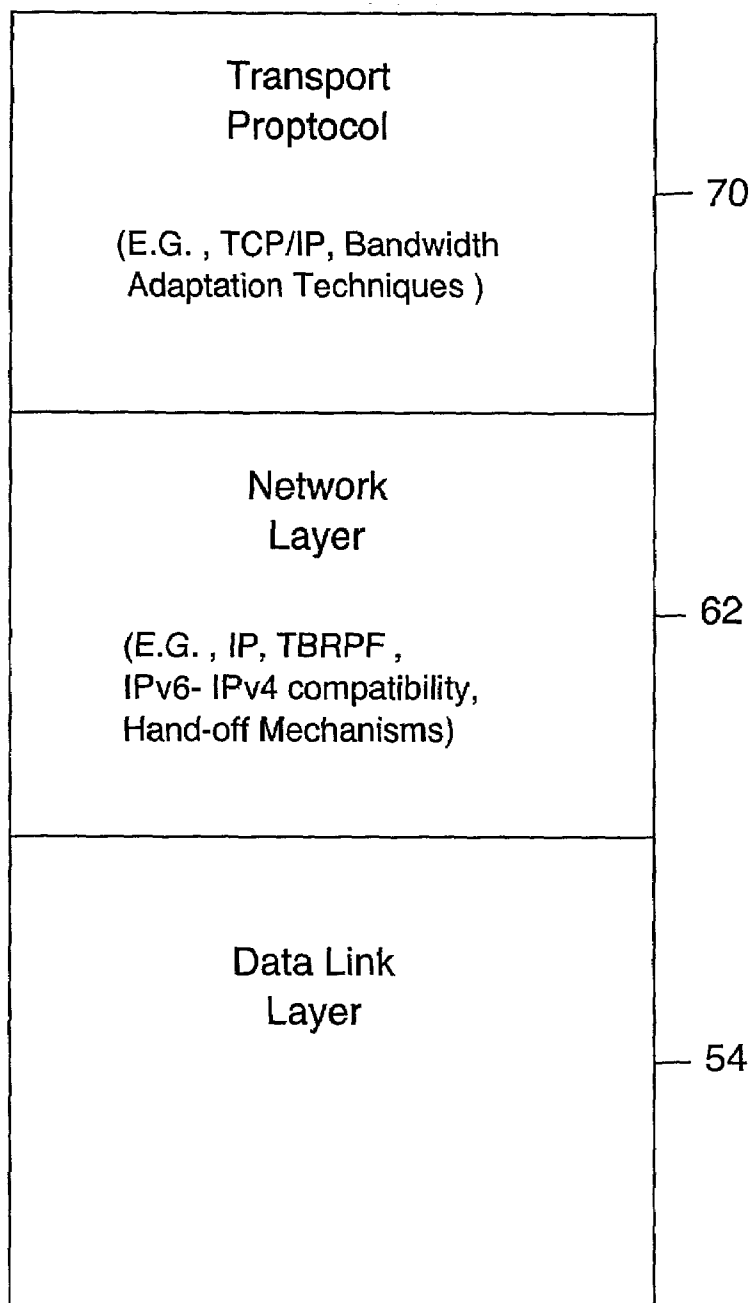 Transport
Proptocol
70
(E.G. , TCP/IP, Bandwidth
Adaptation Techniques )
Network
Layer
62
(E.G. , IP, TBRPF ,
IPv6- IPv4 compatibility,
Hand-off Mechanisms)
Data Link
Layer
54